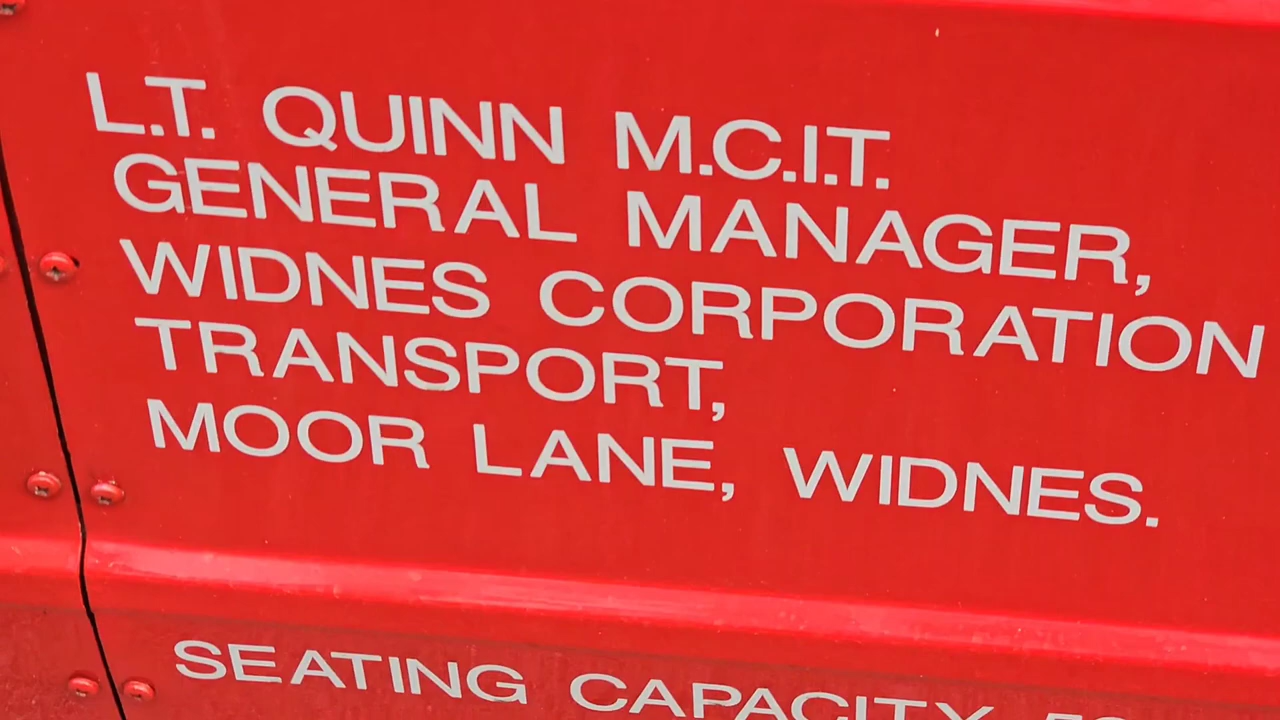 L.T. QUINN M.C.I.T.
GENERAL MANAGER,
WIDNES CORPORATION
TRANSPORT,
MOOR LANE, WIDNES.
SEATING CAPACITY